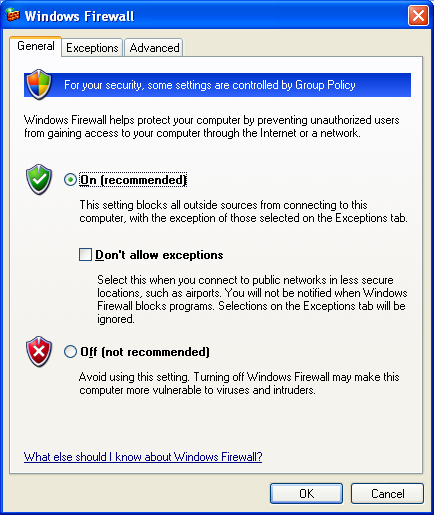 Windows Firewall
General
Exceptions
Advanced
For your security, some settings are controlled by Group Policy
Windows Firewall helps protect your computer by preventing unauthorized users
from gaining access to your computer through the Internet or a network.
On (recommended)
This setting blocks all outside sources from connecting to this
computer, with the exception of those selected on the Exceptions tab.
Don't allow exceptions
Select this when you connect to public networks in less secure
locations, such as airports. You will not be notified when Windows
Firewall blocks programs. Selections on the Exceptions tab will be
ignored.
Off (not recommended)
Avoid using this setting. Turning off Windows Firewall may make this
computer more vulnerable to viruses and intruders.
What else should I know about Windows Firewall?
OK
Cancel